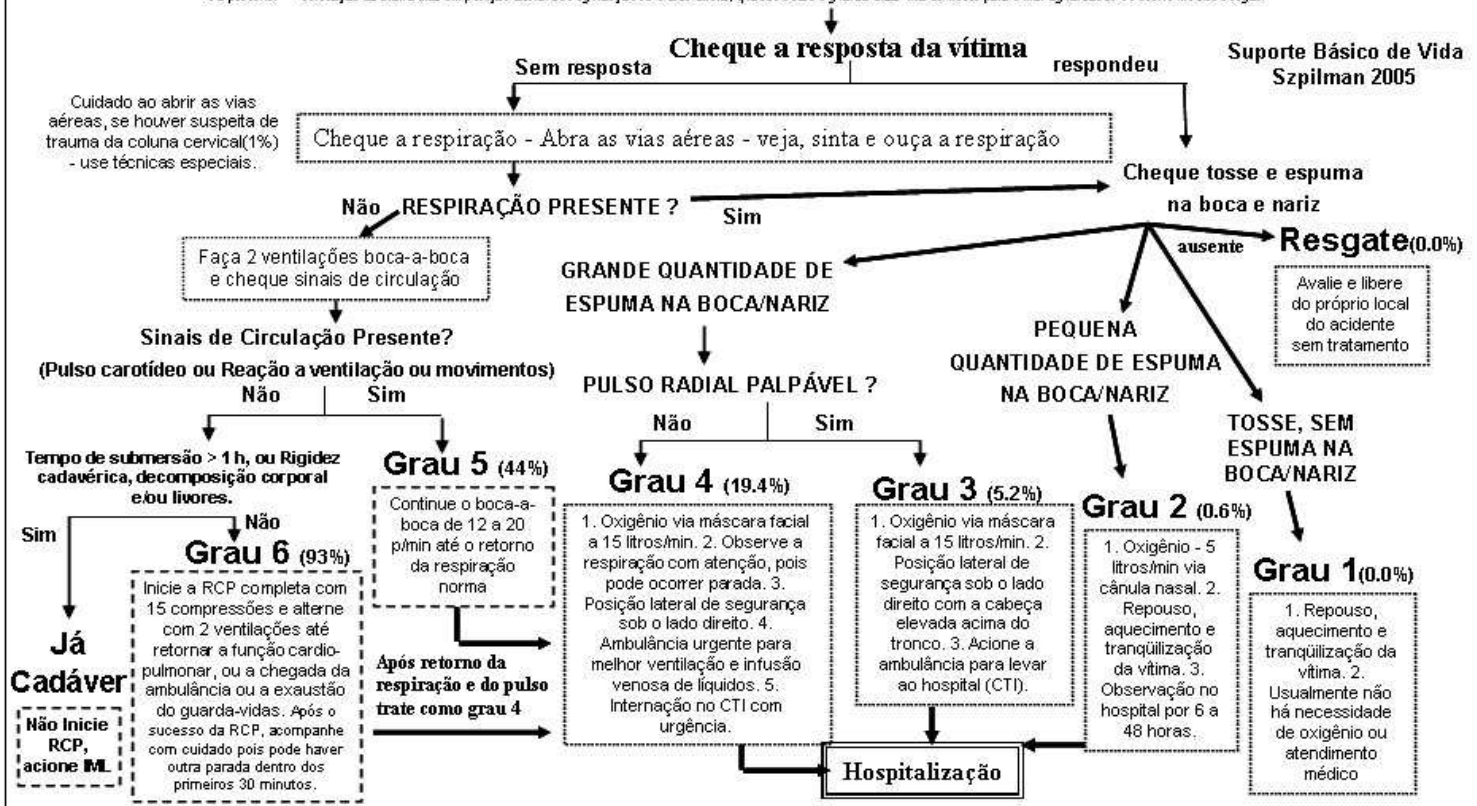 Cheque a resposta da vítima
Suporte Básico de Vida
Szpilman 2005
Sem resposta
respondeu
Cuidado ao abrir as vias
aéreas, se houver suspeita de
trauma da coluna cervical(1%)
- use técnicas especiais.
Cheque a respiração - Abra as vias aéreas - veja, sinta e ouça a respiração
Cheque tosse e espuma
na boca e nariz
Não
RESPIRAÇÃO PRESENTE ?
Sim
Faça 2 ventilações boca-a-boca
e cheque sinais de circulação
ausente
Resgate(0.0%)
Avalie e libere
do próprio local
do acidente
sem tratamento
GRANDE QUANTIDADE DE
ESPUMA NA BOCA/NARIZ
PEQUENA
QUANTIDADE DE ESPUMA
NA BOCA/NARIZ
Sinais de Circulação Presente?
(Pulso carotídeo ou Reação a ventilação ou movimentos)
Não
Sim
PULSO RADIAL PALPÁVEL ?
Não
Sim
TOSSE, SEM
ESPUMA NA
BOCA/NARIZ
Tempo de submersão > 1 h, ou Rigidez
cadavérica, decomposição corporal
e/ou livores.
Sim
Não
Grau 5 (44%)
Continue o boca-a-
boca de 12 a 20
p/min até o retorno
da respiração
norma
Grau 4 (19.4%)
1. Oxigênio via máscara facial
a 15 litros/min. 2. Observe a
respiração com atenção, pois
pode ocorrer parada. 3.
Posição lateral de segurança
sob o lado direito. 4.
Ambulância urgente para
melhor ventilação e infusão
venosa de líquidos. 5.
Internação no CTI com
urgência.
Grau 3 (5.2%)
1. Oxigênio via máscara
facial a 15 litros/min. 2.
Posição lateral de
segurança sob o lado
direito com a cabeça
elevada acima do
tronco. 3. Acione a
ambulância para levar
ao hospital (CTI).
Grau 2 (0.6%)
1. Oxigênio - 5
litros/min via
cânula nasal. 2.
Repouso,
aquecimento e
tranqüilização
da vítima. 3.
Observação no
hospital por 6 a
48 horas.
Grau 1(0.0%)
1. Repouso,
aquecimento e
tranqüilização da
vítima. 2.
Usualmente não
há necessidade
de oxigênio ou
atendimento
médico
Grau 6 (93%)
Inicie a RCP completa com
15 compressões e alterne
com 2 ventilações até
retornar a função cardio-
pulmonar, ou a chegada da
ambulância ou a exaustão
do guarda-vidas. Após o
sucesso da RCP, acompanhe
com cuidado pois pode haver
outra parada dentro dos
primeiros 30 minutos.
Já
Cadáver
Não Inicie
RCP,
acione IML
Após retorno da
respiração e do pulso
trate como grau 4
Hospitalização